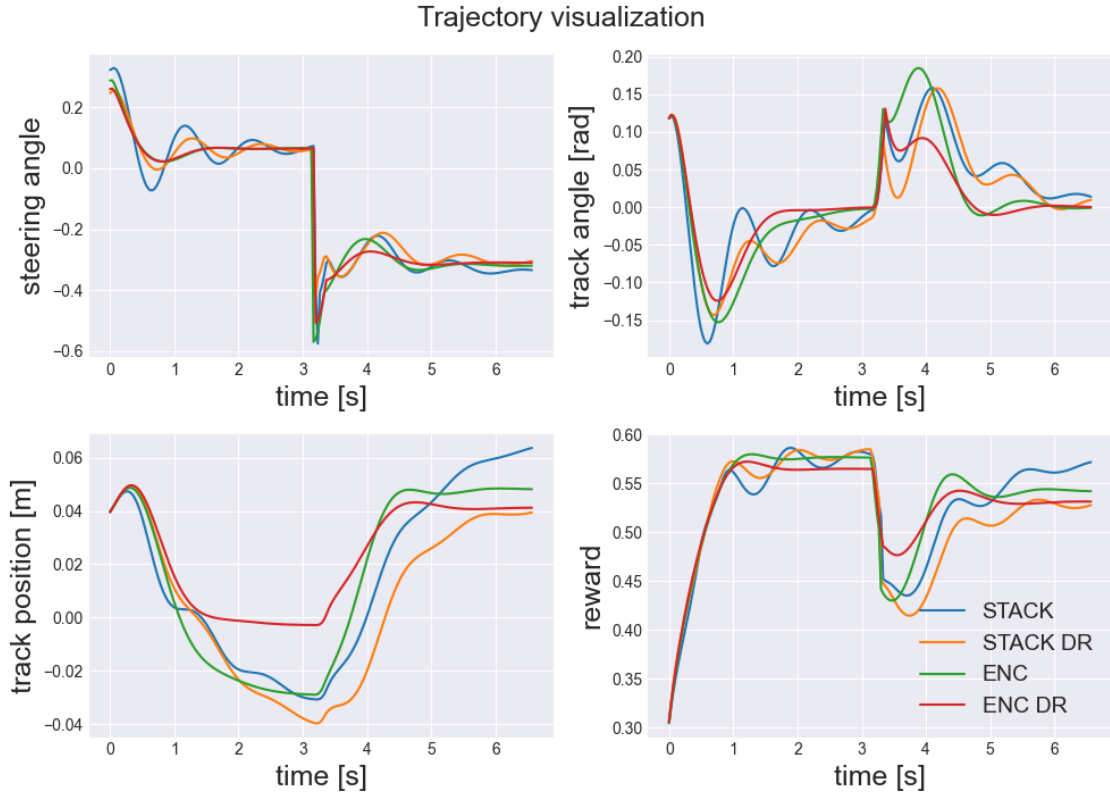 Trajectory visualization
steering angle
0.2
0.0
−0.2
−0.4
−0.6
0 1 2 3 4 5 6
time [s]
track angle [rad]
0.20
0.15
0.10
0.05
0.00
−0.05
−0.10
−0.15
0 1 2 3 4 5 6
time [s]
track position [m]
0.06
0.04
0.02
0.00
−0.02
−0.04
0 1 2 3 4 5 6
time [s]
reward
0.60
0.55
0.50
0.45
0.40
0.35
0.30
STACK
STACK DR
ENC
ENC DR
0 1 2 3 4 5 6
time [s]